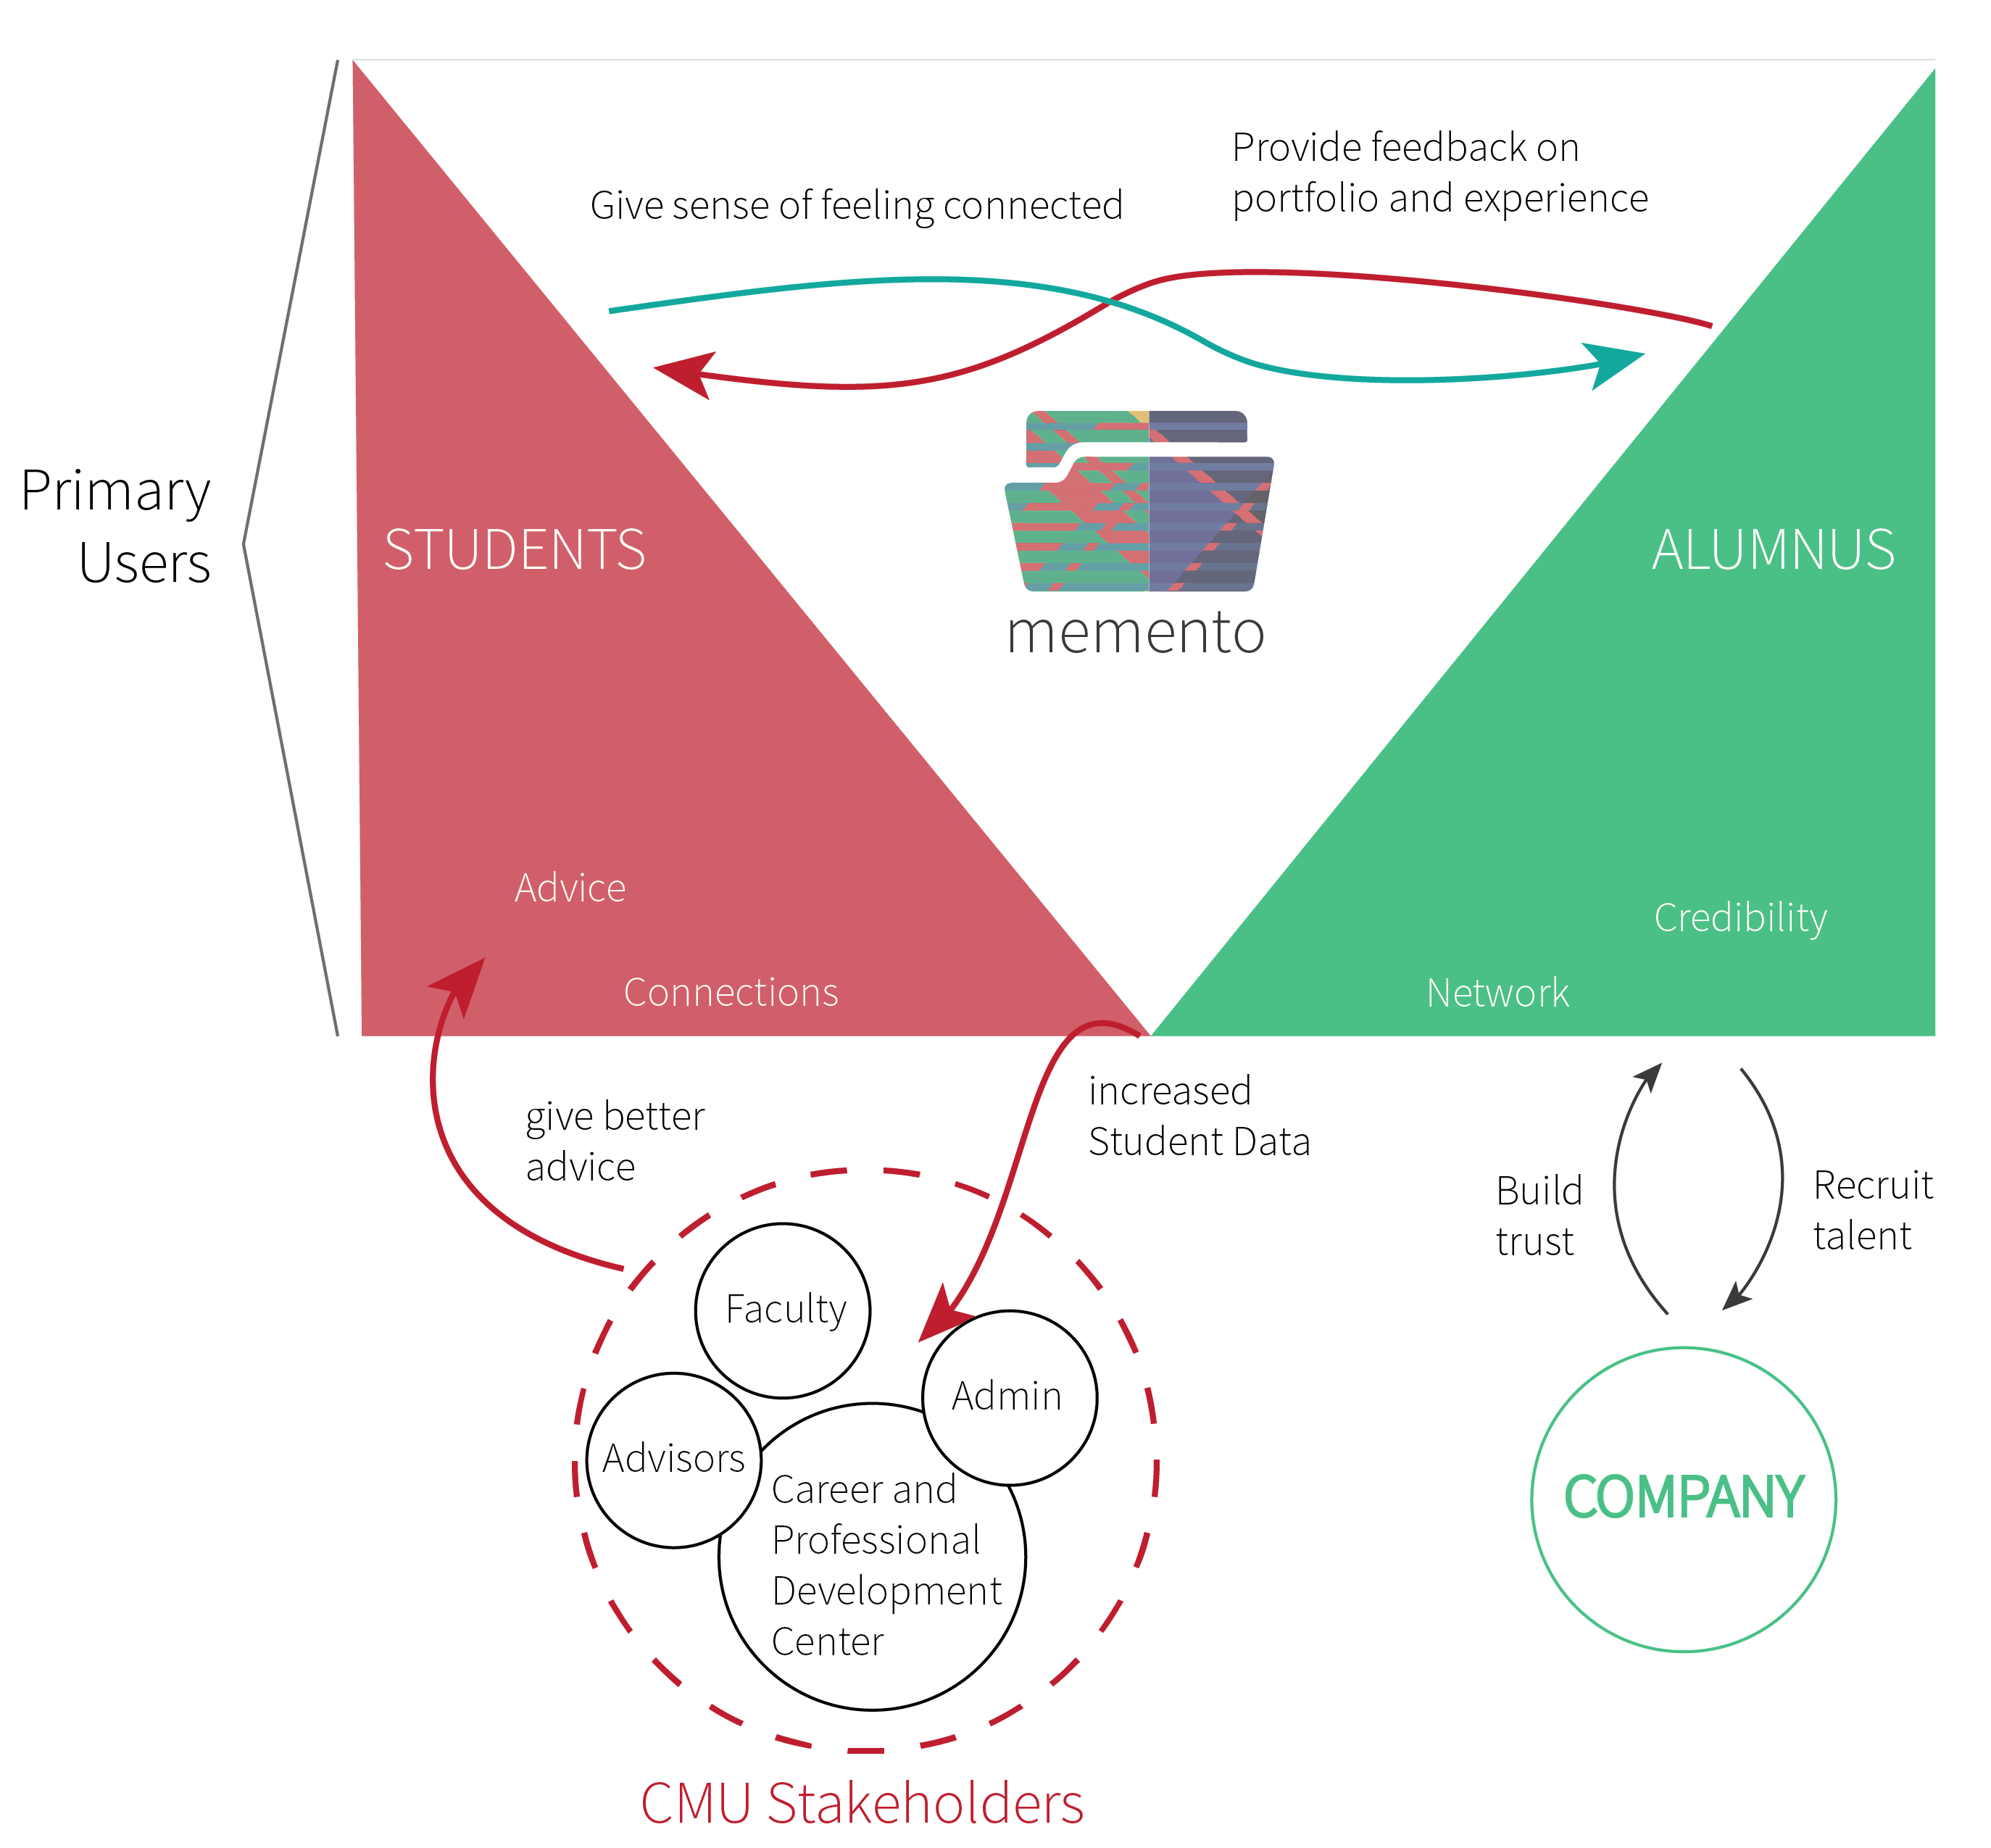 Give sense of feeling connected
Provide feedback on
portfolio and experience
Primary
Users
STUDENTS
memento
ALUMNUS
Advice
Connections
Credibility
Network
give better
advice
increased
Student Data
Build
trust
Recruit
talent
Faculty
Admin
Advisors
Career and
Professional
Development
Center
COMPANY
CMU Stakeholders